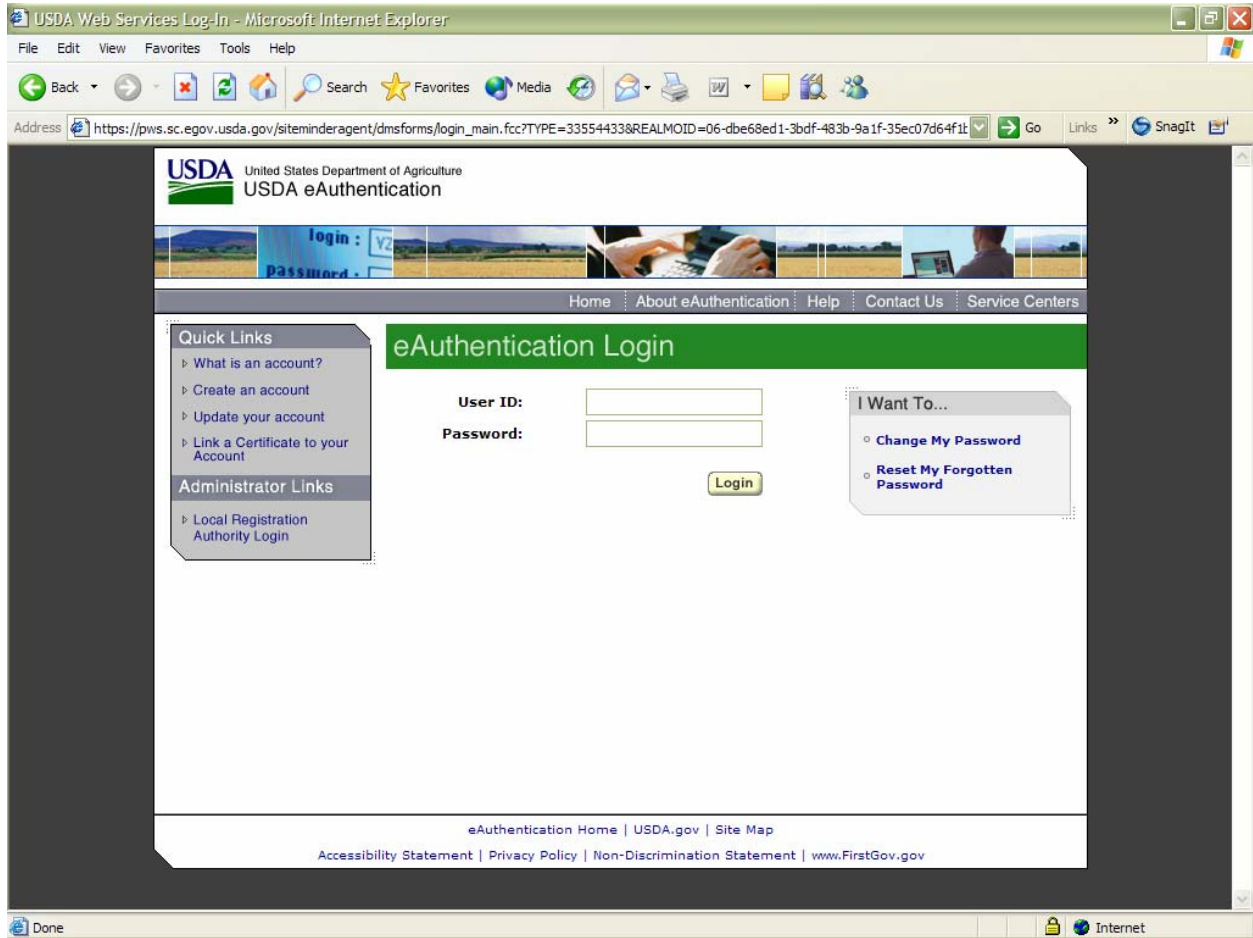 USDA Web Services Log-In - Microsoft Internet Explorer
File Edit View Favorites Tools Help
Back Search Favorites Media
Address https://pws.sc.egov.usda.gov/siteminderagent/dmsforms/login_main.fcc?TYPE=33554433&REALMOID=06-dbe68ed1-3bdf-483b-9a1f-35ec07d64f1b Go Links » SnagIt
USDA United States Department of Agriculture
USDA eAuthentication
login : YZ
password :
Home About eAuthentication Help Contact Us Service Centers
Quick Links
What is an account?
Create an account
Update your account
Link a Certificate to your
Account
Administrator Links
Local Registration
Authority Login
eAuthentication Login
User ID:
Password:
Login
I Want To...
Change My Password
Reset My Forgotten
Password
eAuthentication Home | USDA.gov | Site Map
Accessibility Statement | Privacy Policy | Non-Discrimination Statement | www.FirstGov.gov
Done Internet